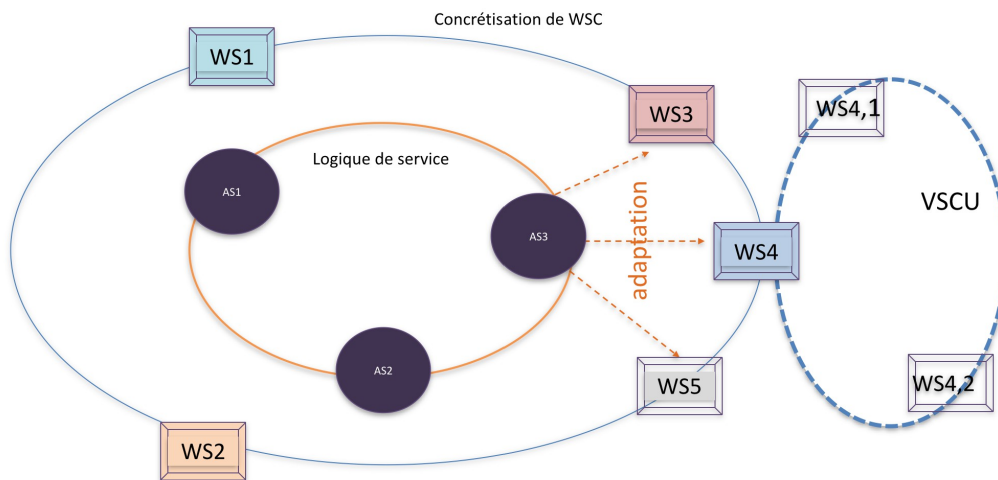 Concrétisation de WSC
WS1
WS3
WS4,1
Logique de service
AS1
VSCU
AS3
adaptation
WS4
AS2
WS5
WS4,2
WS2